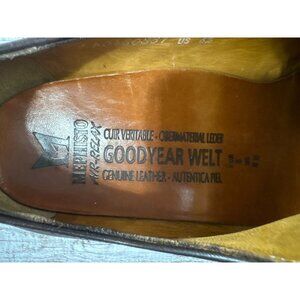 MEPHISTO
AIR-RELAX
CUIR VERITABLE - OBERMATERIAL LEDER
GOODYEAR WELT
GENUINE LEATHER - AUTENTICA PIEL